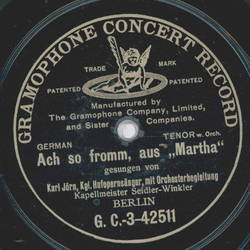 GRAMOPHONE CONCERT RECORD
TRADE MARK
PATENTED PATENTED
Manufactured by
The Gramophone Company, Limited,
and Sister Companies.
GERMAN TENOR w. Orch.
Ach so fromm, aus „Martha"
gesungen von
Karl Jörn, Kgl. Hofopernsänger, mit Orchesterbegleitung
Kapellmeister Seidler-Winkler
BERLIN
G. C.-3-42511